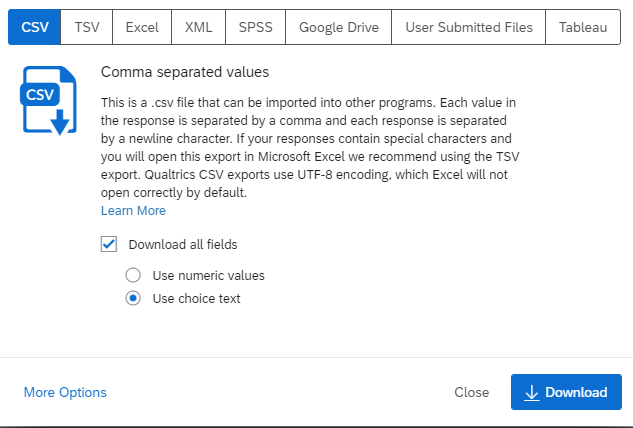 CSV TSV Excel XML SPSS Google Drive User Submitted Files Tableau
CSV
Comma separated values
This is a .csv file that can be imported into other programs. Each value in
the response is separated by a comma and each response is separated
by a newline character. If your responses contain special characters and
you will open this export in Microsoft Excel we recommend using the TSV
export. Qualtrics CSV exports use UTF-8 encoding, which Excel will not
open correctly by default.
Learn More
Download all fields
Use numeric values
Use choice text
More Options Close Download